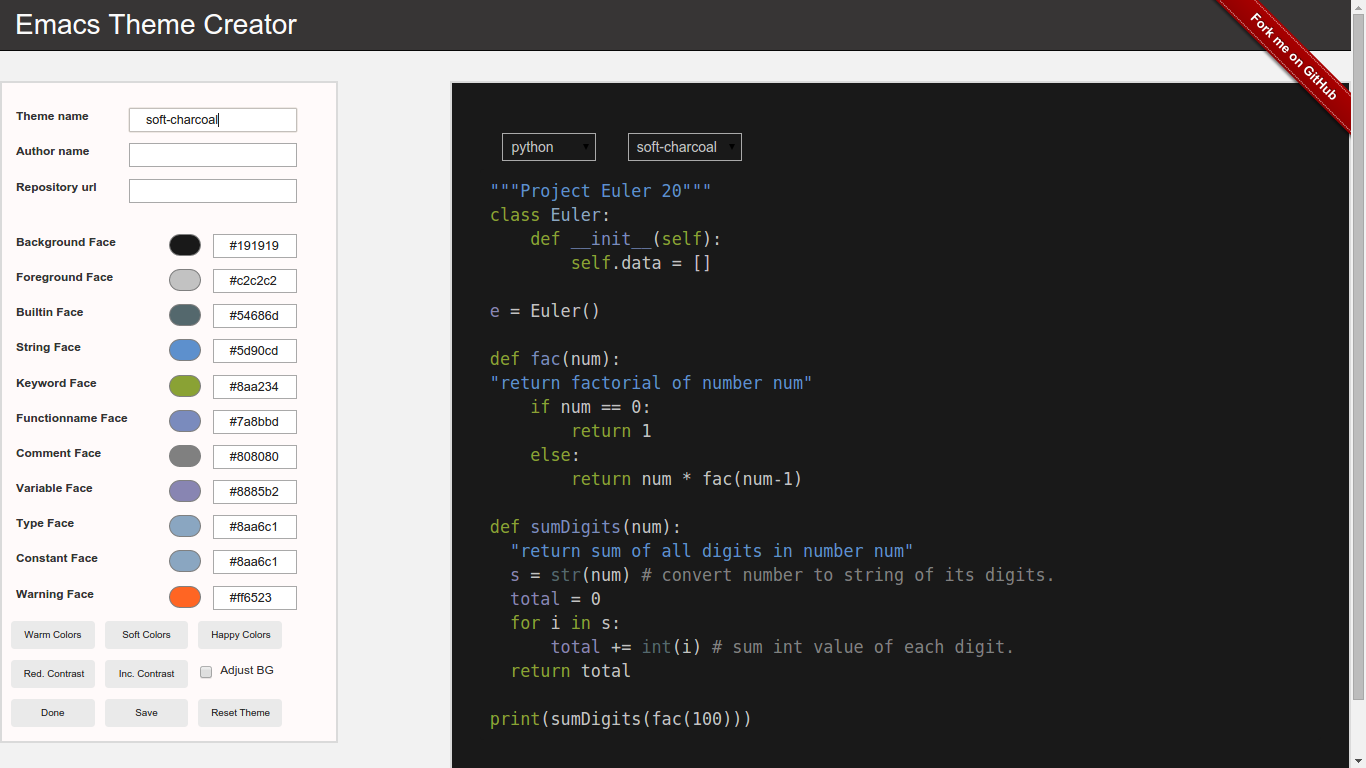 Emacs Theme Creator
Fork me on GitHub
Theme name soft-charcoal
Author name
Repository url
Background Face #191919
Foreground Face #c2c2c2
Builtin Face #54686d
String Face #5d90cd
Keyword Face #8aa234
Functionname Face #7a8bbd
Comment Face #808080
Variable Face #8885b2
Type Face #8aa6c1
Constant Face #8aa6c1
Warning Face #ff6523
Warm Colors Soft Colors Happy Colors
Red. Contrast Inc. Contrast Adjust BG
Done Save Reset Theme
python soft-charcoal
"""Project Euler 20"""
class Euler:
    def __init__(self):
        self.data = []
e = Euler()
def fac(num):
"return factorial of number num"
    if num == 0:
        return 1
    else:
        return num * fac(num-1)
def sumDigits(num):
  "return sum of all digits in number num"
  s = str(num) # convert number to string of its digits.
  total = 0
  for i in s:
      total += int(i) # sum int value of each digit.
  return total
print(sumDigits(fac(100)))